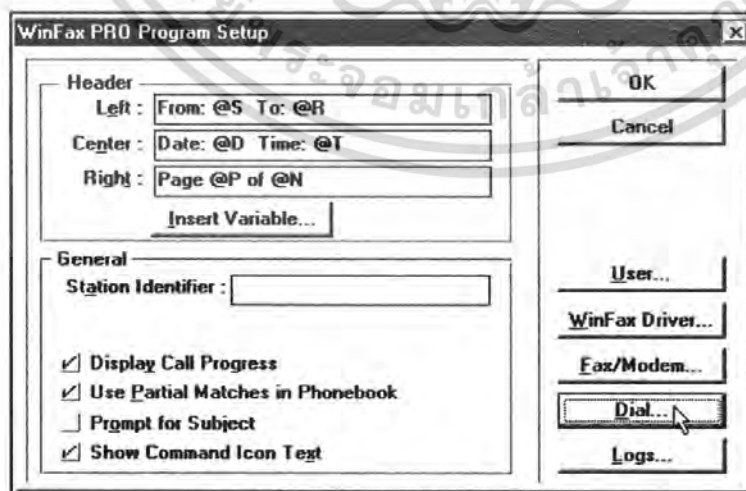 WinFax PRO Program Setup
Header
Left : From: @S To: @R
Center : Date: @D Time: @T
Right : Page @P of @N
Insert Variable...
General
Station Identifier :
Display Call Progress
Use Partial Matches in Phonebook
Prompt for Subject
Show Command Icon Text
OK
Cancel
User...
WinFax Driver...
Fax/Modem...
Dial...
Logs...